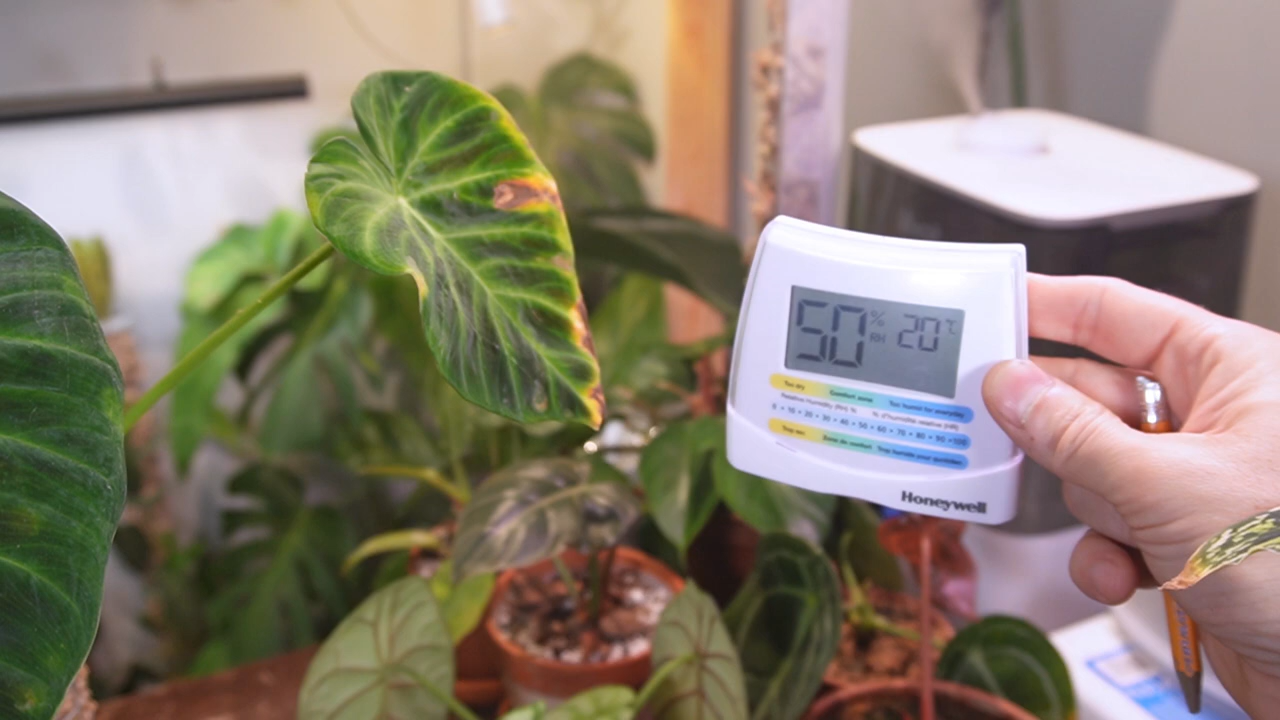 50 % RH 20 °C
Too dry Comfort zone Too humid for everyday
Relative Humidity (RH) % % d'humidité relative (HR)
0 • 10 • 20 • 30 • 40 • 50 • 60 • 70 • 80 • 90 •100
Trop sec Zone de confort Trop humide pour quotidien
Honeywell